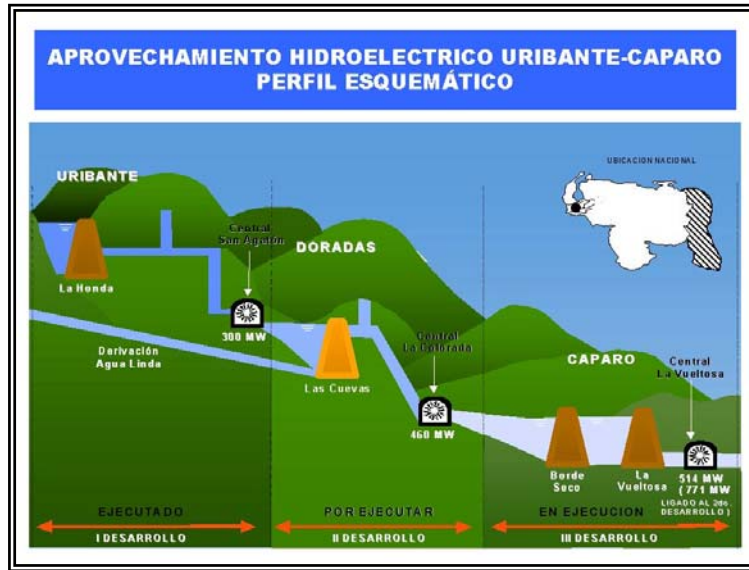 APROVECHAMIENTO HIDROELECTRICO URIBANTE-CAPARO
PERFIL ESQUEMÁTICO
UBICACION NACIONAL
URIBANTE
Central
San Agatón
DORADAS
La Honda
300 MW
Central
La Colorada
Derivación
Agua Linda
CAPARO
Central
La Vueltosa
Las Cuevas
460 MW
Borde
Seco
La
Vueltosa
514 MW
( 771 MW
LIGADO AL 2do.
DESARROLLO )
EJECUTADO
POR EJECUTAR
EN EJECUCION
I DESARROLLO
II DESARROLLO
III DESARROLLO